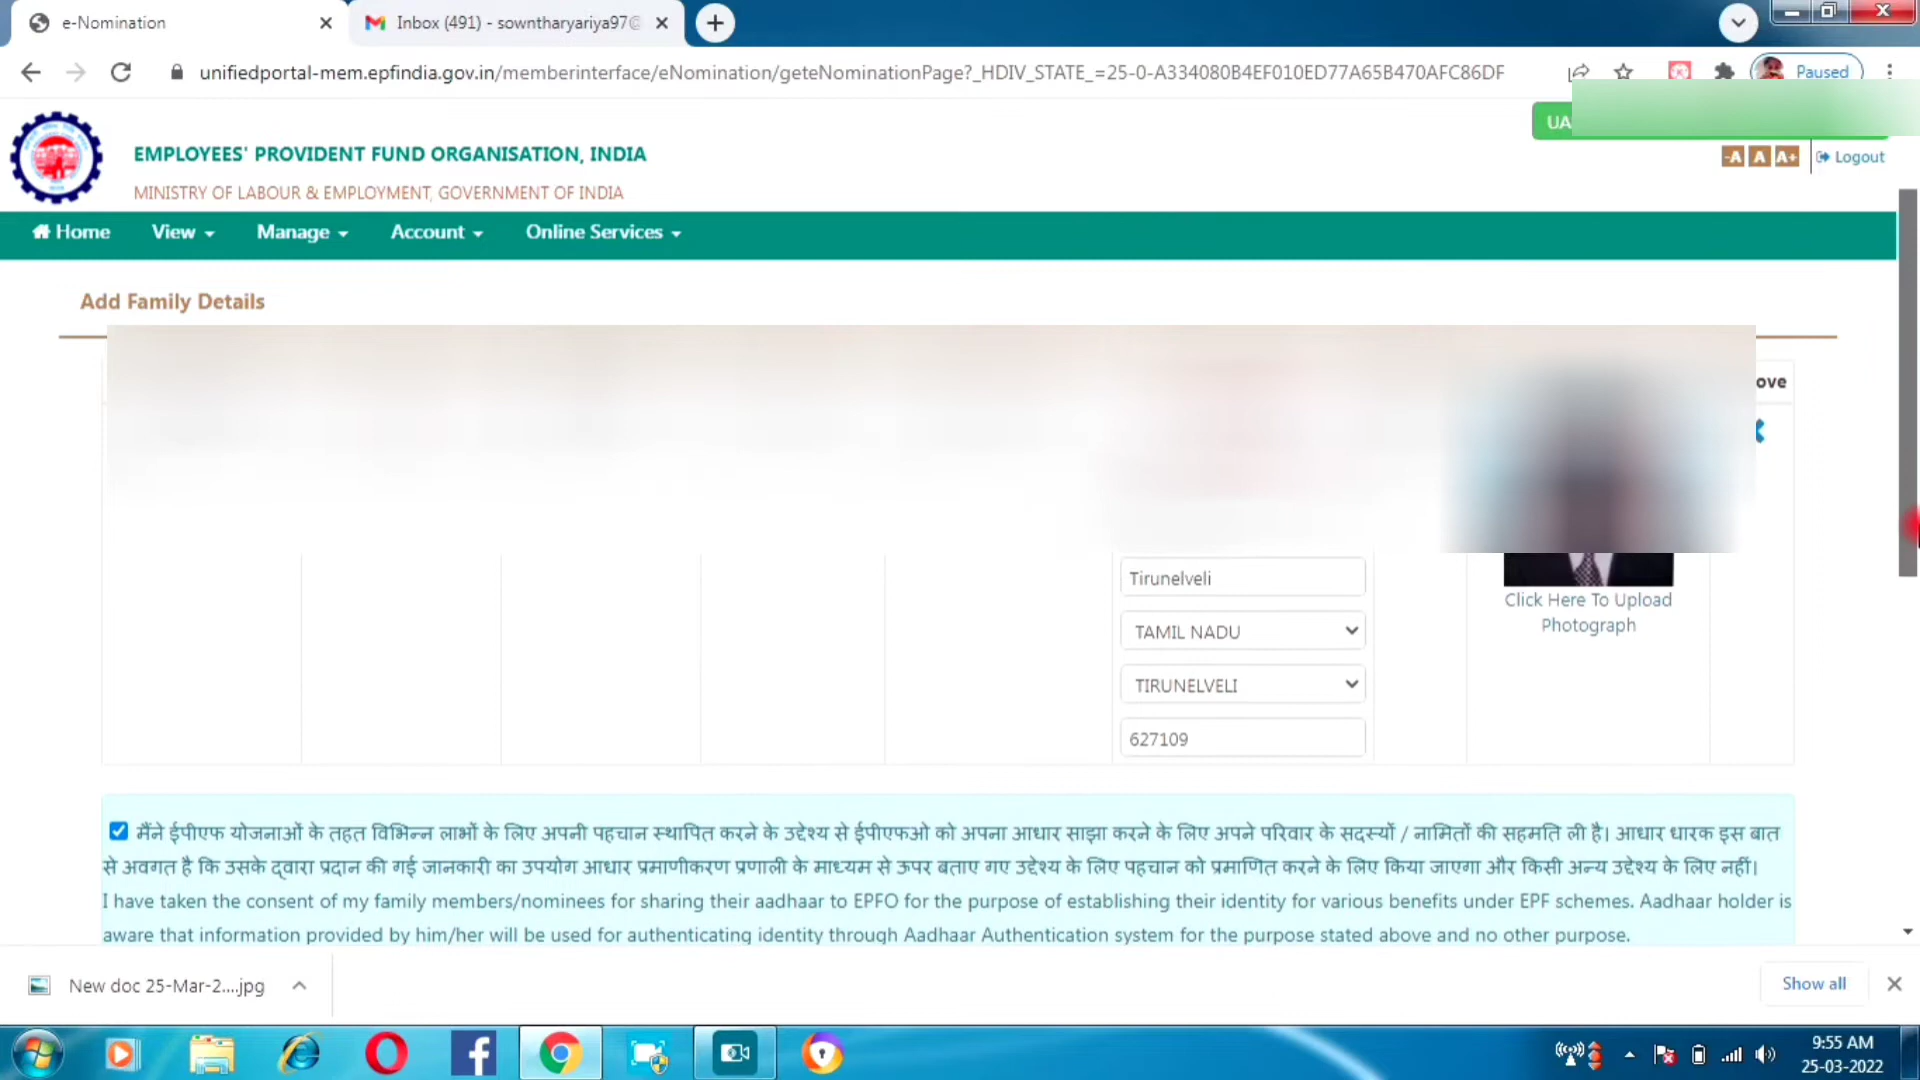 e-Nomination
Inbox (491) - sowntharyariya97@
unifiedportal-mem.epfindia.gov.in/memberinterface/eNomination/geteNominationPage?_HDIV_STATE_=25-0-A334080B4EF010ED77A65B470AFC86DF
Paused
UA
EMPLOYEES' PROVIDENT FUND ORGANISATION, INDIA
MINISTRY OF LABOUR & EMPLOYMENT, GOVERNMENT OF INDIA
-A A A+ Logout
Home View Manage Account Online Services
Add Family Details
ove
Tirunelveli
TAMIL NADU
TIRUNELVELI
627109
Click Here To Upload
Photograph
मैंने ईपीएफ योजनाओं के तहत विभिन्न लाभों के लिए अपनी पहचान स्थापित करने के उद्देश्य से ईपीएफओ को अपना आधार साझा करने के लिए अपने परिवार के सदस्यों / नामितों की सहमति ली है। आधार धारक इस बात
से अवगत है कि उसके द्वारा प्रदान की गई जानकारी का उपयोग आधार प्रमाणीकरण प्रणाली के माध्यम से ऊपर बताए गए उद्देश्य के लिए पहचान को प्रमाणित करने के लिए किया जाएगा और किसी अन्य उद्देश्य के लिए नहीं।
I have taken the consent of my family members/nominees for sharing their aadhaar to EPFO for the purpose of establishing their identity for various benefits under EPF schemes. Aadhaar holder is
aware that information provided by him/her will be used for authenticating identity through Aadhaar Authentication system for the purpose stated above and no other purpose.
New doc 25-Mar-2....jpg
Show all
9:55 AM
25-03-2022